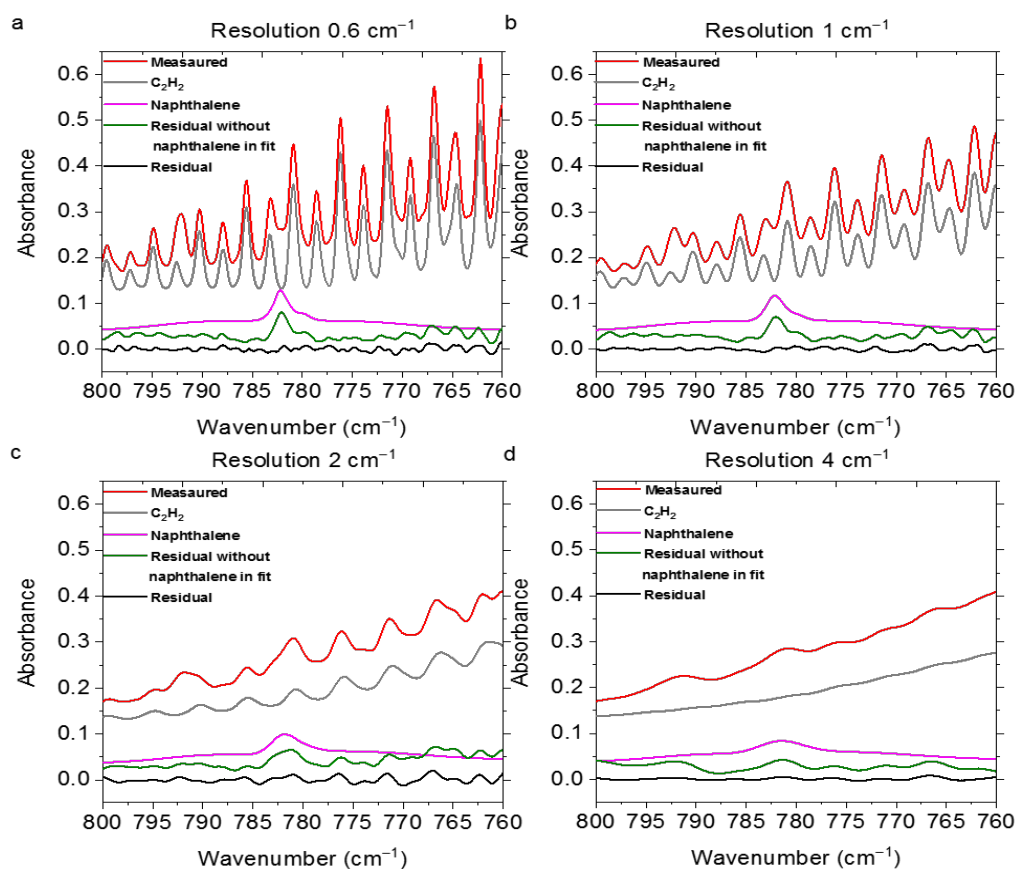 a
Resolution 0.6 cm⁻¹
Absorbance
0.6
0.5
0.4
0.3
0.2
0.1
0.0
Measaured
C₂H₂
Naphthalene
Residual without
naphthalene in fit
Residual
800 795 790 785 780 775 770 765 760
Wavenumber (cm⁻¹)
b
Resolution 1 cm⁻¹
Absorbance
0.6
0.5
0.4
0.3
0.2
0.1
0.0
Measaured
C₂H₂
Naphthalene
Residual without
naphthalene in fit
Residual
800 795 790 785 780 775 770 765 760
Wavenumber (cm⁻¹)
c
Resolution 2 cm⁻¹
Absorbance
0.6
0.5
0.4
0.3
0.2
0.1
0.0
Measaured
C₂H₂
Naphthalene
Residual without
naphthalene in fit
Residual
800 795 790 785 780 775 770 765 760
Wavenumber (cm⁻¹)
d
Resolution 4 cm⁻¹
Absorbance
0.6
0.5
0.4
0.3
0.2
0.1
0.0
Measaured
C₂H₂
Naphthalene
Residual without
naphthalene in fit
Residual
800 795 790 785 780 775 770 765 760
Wavenumber (cm⁻¹)